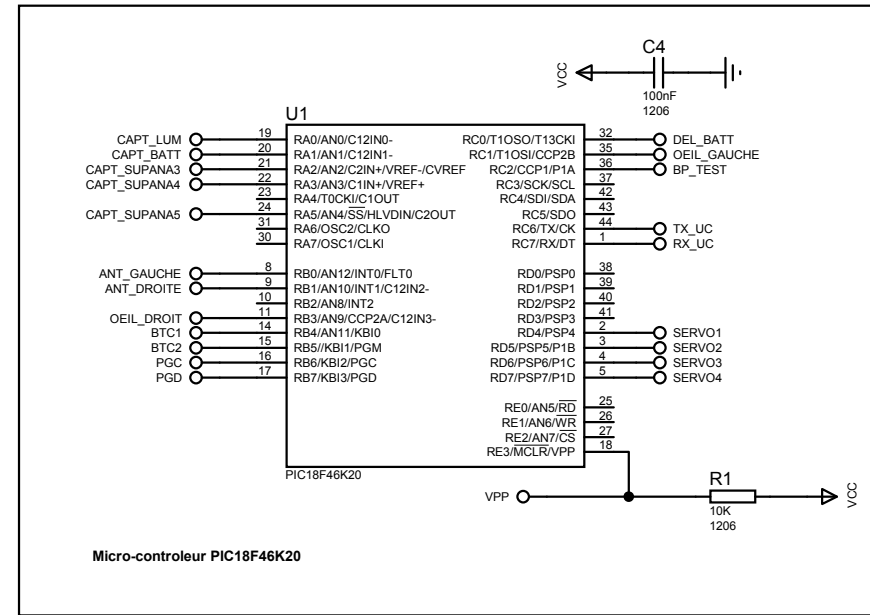 C4
VCC
100nF
1206
U1
CAPT_LUM 19 RA0/AN0/C12IN0- RC0/T1OSO/T13CKI 32 DEL_BATT
CAPT_BATT 20 RA1/AN1/C12IN1- RC1/T1OSI/CCP2B 35 OEIL_GAUCHE
CAPT_SUPANA3 21 RA2/AN2/C2IN+/VREF-/CVREF RC2/CCP1/P1A 36 BP_TEST
CAPT_SUPANA4 22 RA3/AN3/C1IN+/VREF+ RC3/SCK/SCL 37
23 RA4/T0CKI/C1OUT RC4/SDI/SDA 42
CAPT_SUPANA5 24 RA5/AN4/SS/HLVDIN/C2OUT RC5/SDO 43
31 RA6/OSC2/CLKO RC6/TX/CK 44 TX_UC
30 RA7/OSC1/CLKI RC7/RX/DT 1 RX_UC
ANT_GAUCHE 8 RB0/AN12/INT0/FLT0 RD0/PSP0 38
ANT_DROITE 9 RB1/AN10/INT1/C12IN2- RD1/PSP1 39
10 RB2/AN8/INT2 RD2/PSP2 40
OEIL_DROIT 11 RB3/AN9/CCP2A/C12IN3- RD3/PSP3 41
BTC1 14 RB4/AN11/KBI0 RD4/PSP4 2 SERVO1
BTC2 15 RB5//KBI1/PGM RD5/PSP5/P1B 3 SERVO2
PGC 16 RB6/KBI2/PGC RD6/PSP6/P1C 4 SERVO3
PGD 17 RB7/KBI3/PGD RD7/PSP7/P1D 5 SERVO4
RE0/AN5/RD 25
RE1/AN6/WR 26
RE2/AN7/CS 27
RE3/MCLR/VPP 18
PIC18F46K20
VPP
R1
VCC
10K
1206
Micro-controleur PIC18F46K20